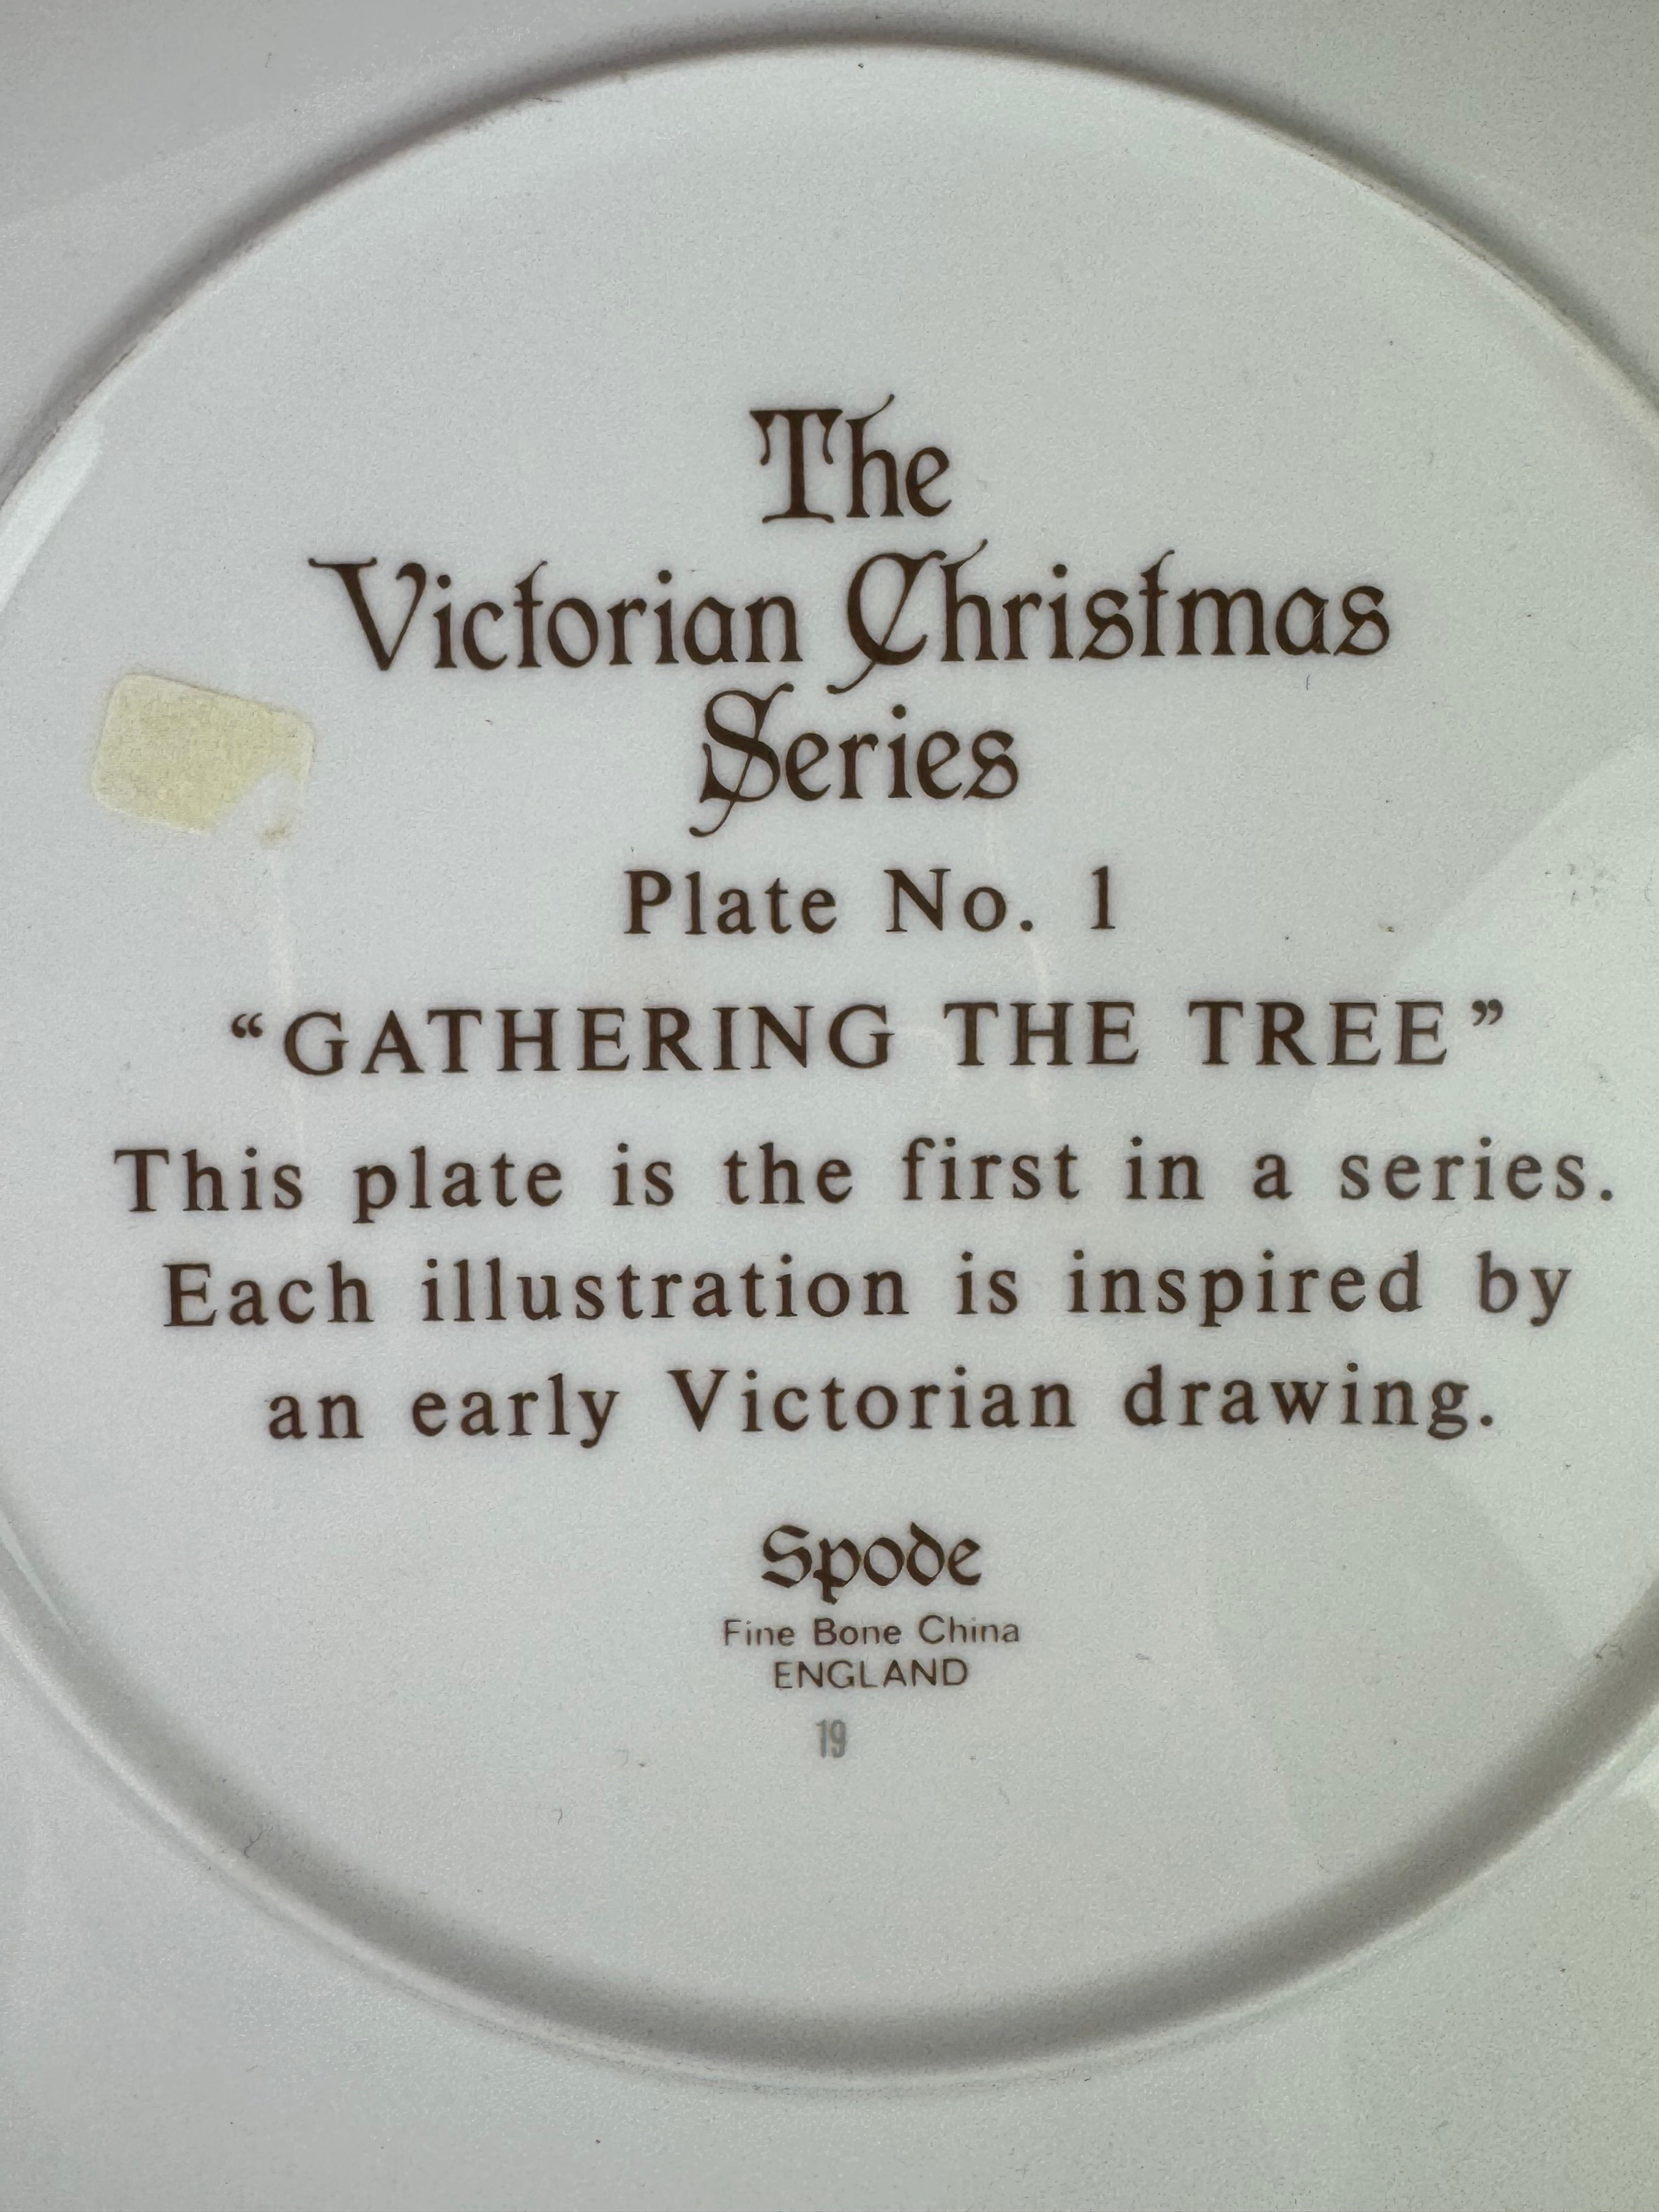 The
Victorian Christmas
Series
Plate No. 1
“GATHERING THE TREE”
This plate is the first in a series.
Each illustration is inspired by
an early Victorian drawing.
Spode
Fine Bone China
ENGLAND
19